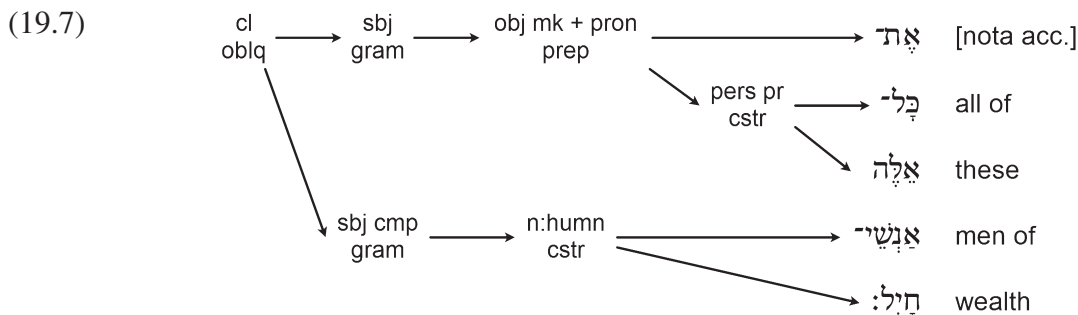 (19.7)
cl sbj obj mk + pron אֶת־ [nota acc.]
oblq gram prep
pers pr כָּל־ all of
cstr
אֵלֶּה these
sbj cmp n:humn אַנְשֵׁי־ men of
gram cstr
חָיִל׃ wealth